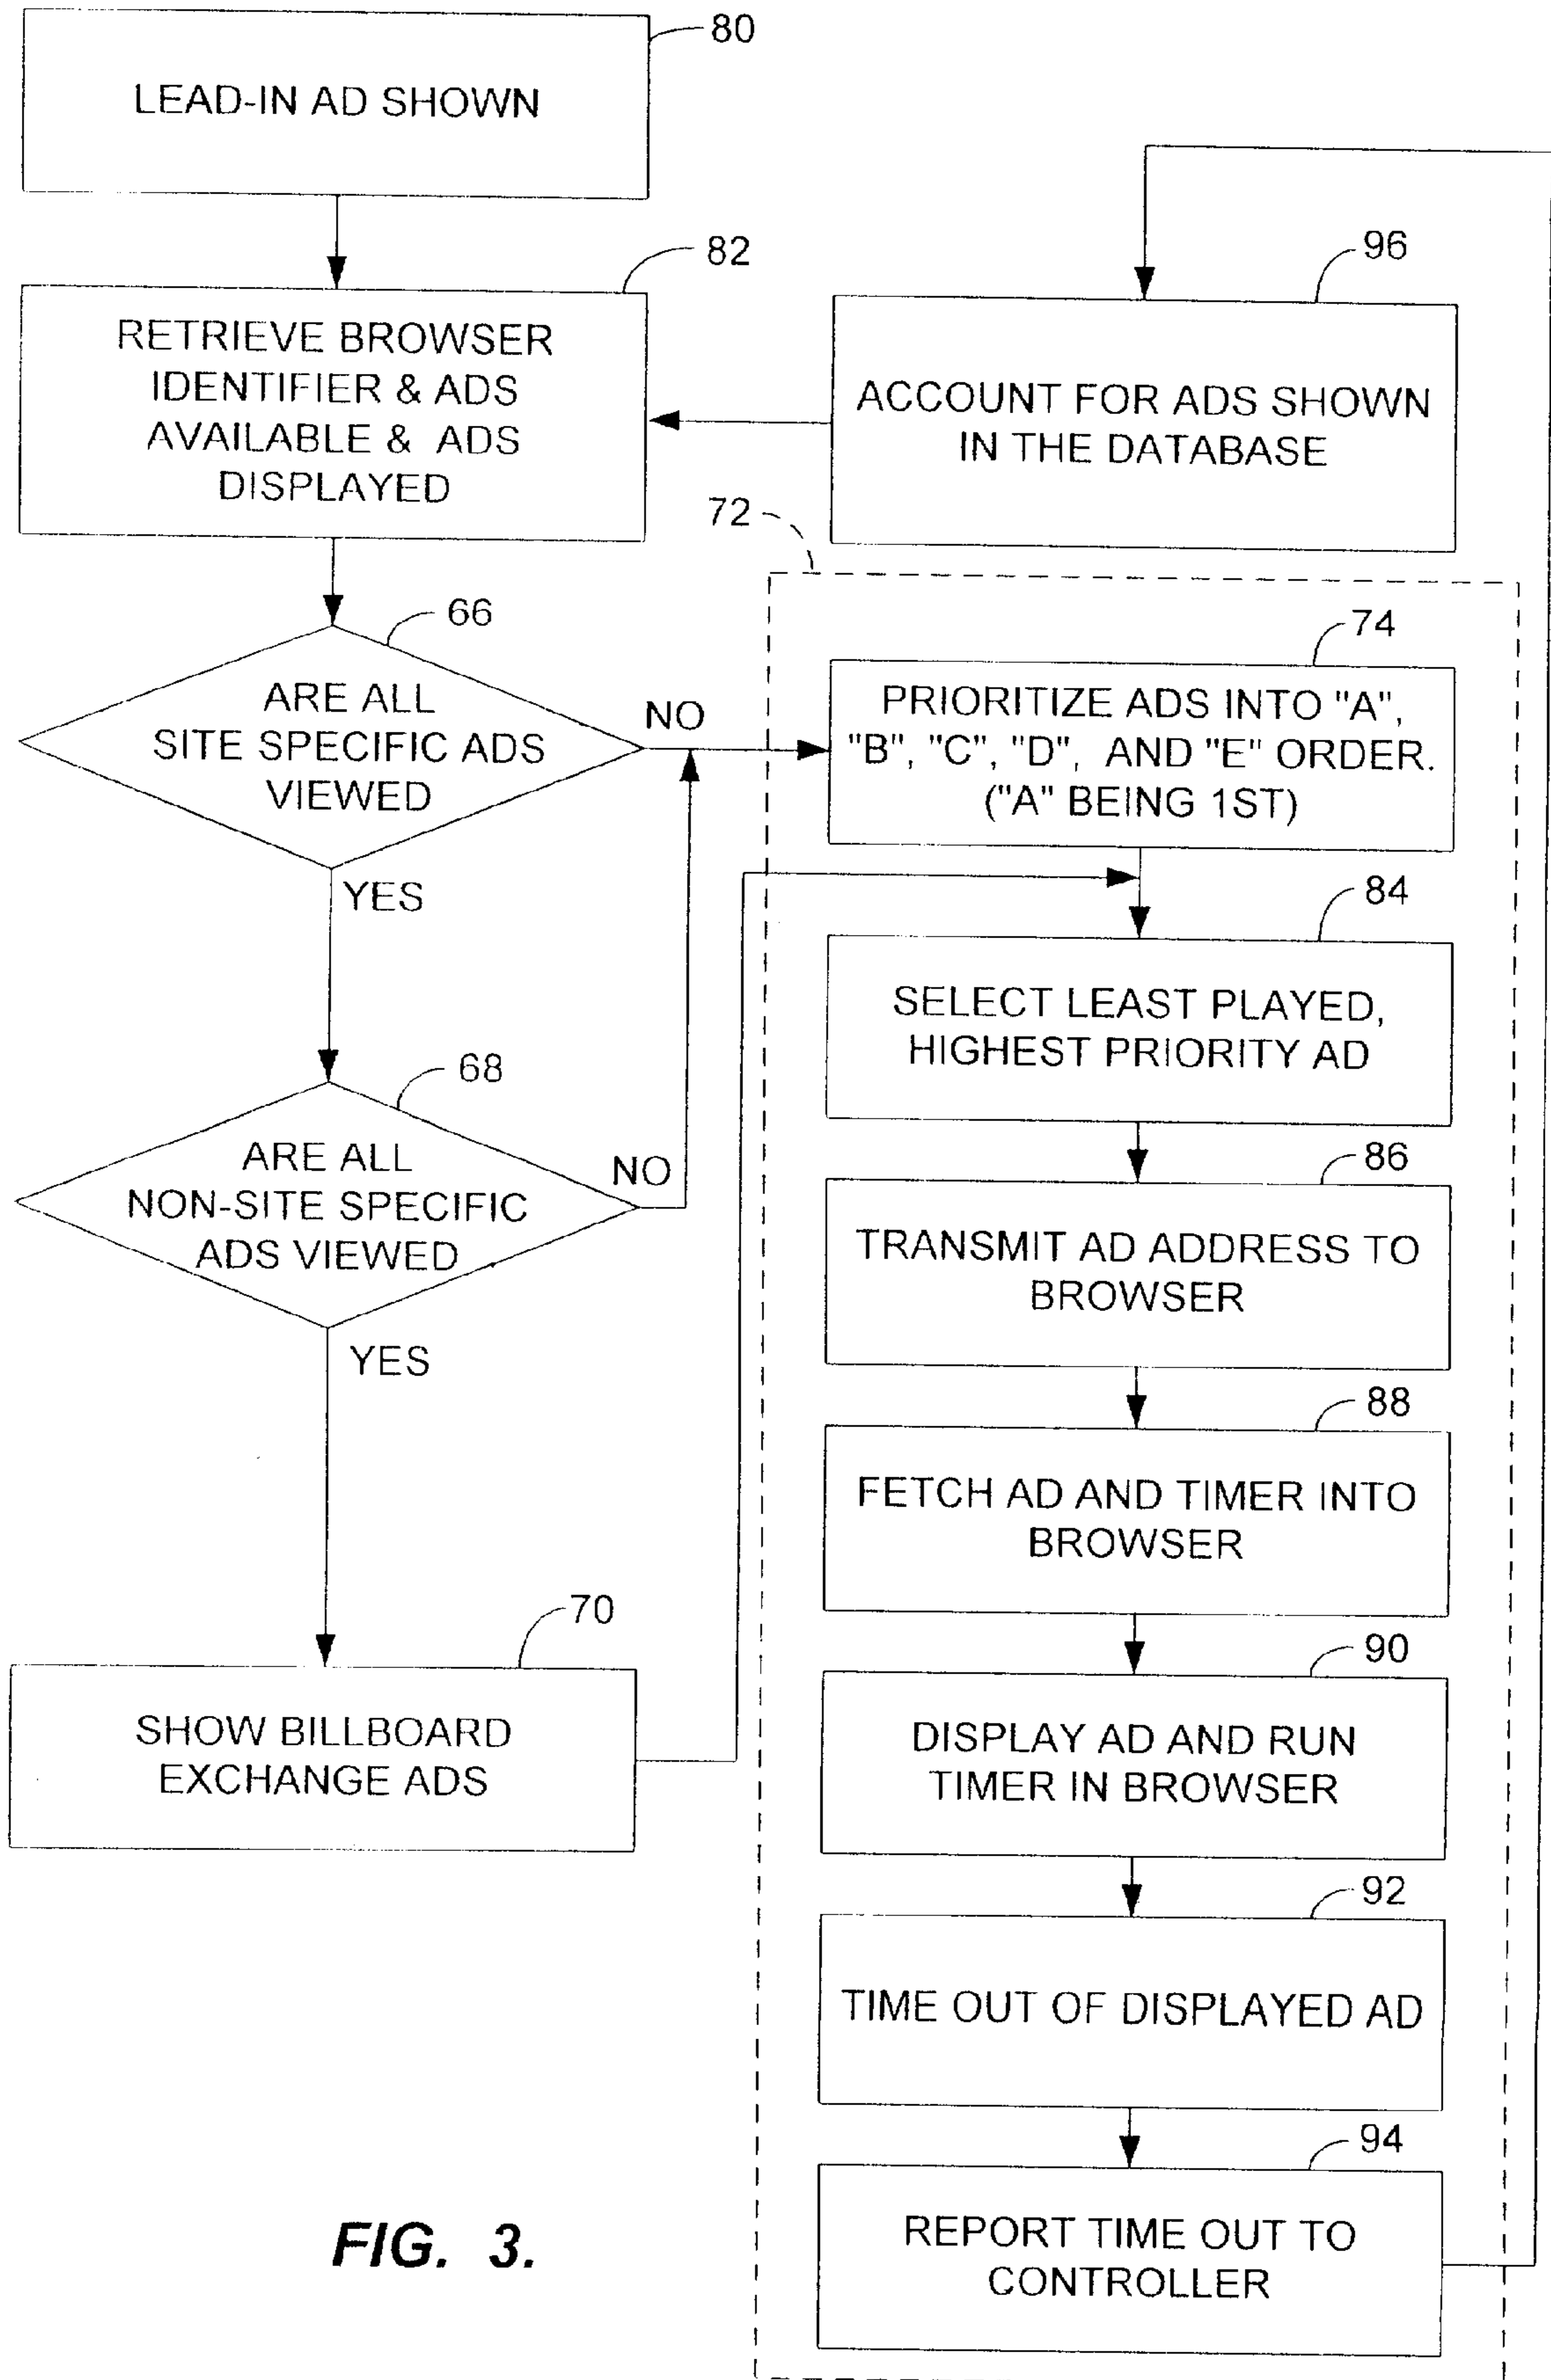 80
LEAD-IN AD SHOWN
82
RETRIEVE BROWSER
IDENTIFIER & ADS
AVAILABLE & ADS
DISPLAYED
96
ACCOUNT FOR ADS SHOWN
IN THE DATABASE
72
66
ARE ALL
SITE SPECIFIC ADS
VIEWED
NO
YES
74
PRIORITIZE ADS INTO "A",
"B", "C", "D", AND "E" ORDER.
("A" BEING 1ST)
84
SELECT LEAST PLAYED,
HIGHEST PRIORITY AD
68
ARE ALL
NON-SITE SPECIFIC
ADS VIEWED
NO
YES
86
TRANSMIT AD ADDRESS TO
BROWSER
88
FETCH AD AND TIMER INTO
BROWSER
70
SHOW BILLBOARD
EXCHANGE ADS
90
DISPLAY AD AND RUN
TIMER IN BROWSER
92
TIME OUT OF DISPLAYED AD
94
REPORT TIME OUT TO
CONTROLLER
FIG. 3.